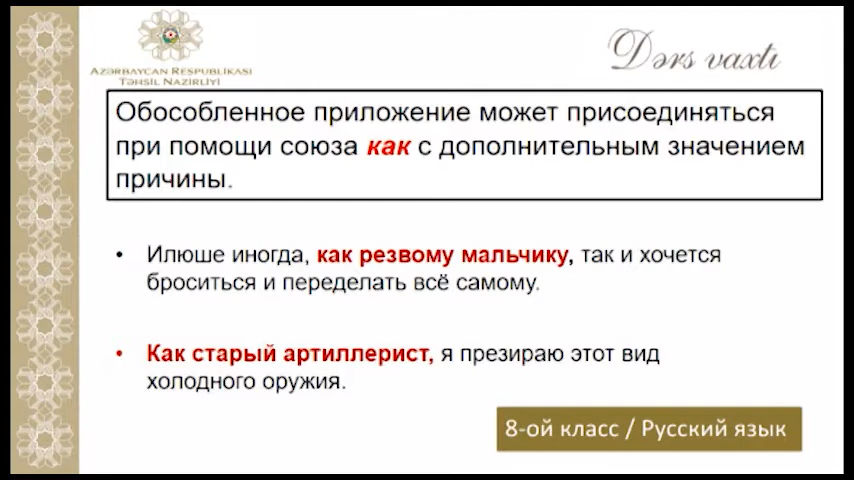 AZƏRBAYCAN RESPUBLİKASI
TƏHSİL NAZİRLİYİ
Dərs vaxtı
Обособленное приложение может присоединяться
при помощи союза как с дополнительным значением
причины.
• Илюше иногда, как резвому мальчику, так и хочется
броситься и переделать всё самому.
• Как старый артиллерист, я презираю этот вид
холодного оружия.
8-ой класс / Русский язык